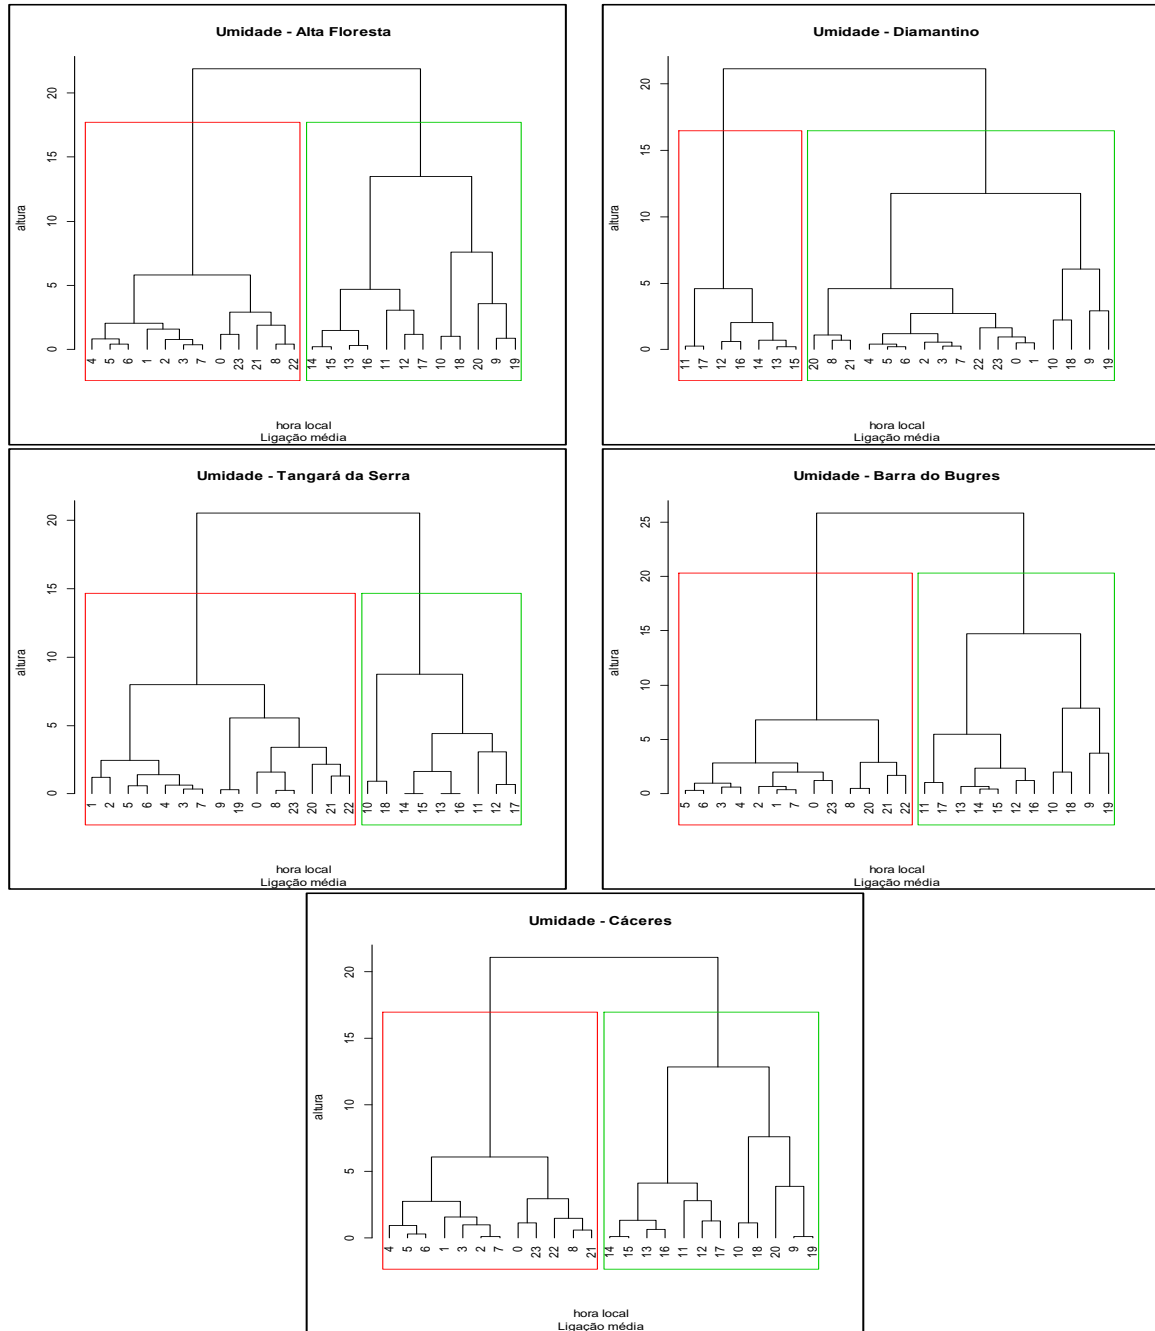 Umidade - Alta Floresta
altura
0 5 10 15 20
4 5 6 1 2 3 7 0 23 21 8 22 14 15 13 16 11 12 17 10 18 20 9 19
hora local
Ligação média
Umidade - Diamantino
altura
0 5 10 15 20
11 17 12 16 14 13 15 20 8 21 4 5 6 2 3 7 22 23 0 1 10 18 9 19
hora local
Ligação média
Umidade - Tangará da Serra
altura
0 5 10 15 20
1 2 5 6 4 3 7 9 19 0 8 23 20 21 22 10 18 14 15 13 16 11 12 17
hora local
Ligação média
Umidade - Barra do Bugres
altura
0 5 10 15 20 25
5 6 3 4 2 1 7 0 23 8 20 21 22 11 17 13 14 15 12 16 10 18 9 19
hora local
Ligação média
Umidade - Cáceres
altura
0 5 10 15 20
4 5 6 1 3 2 7 0 23 22 8 21 14 15 13 16 11 12 17 10 18 20 9 19
hora local
Ligação média